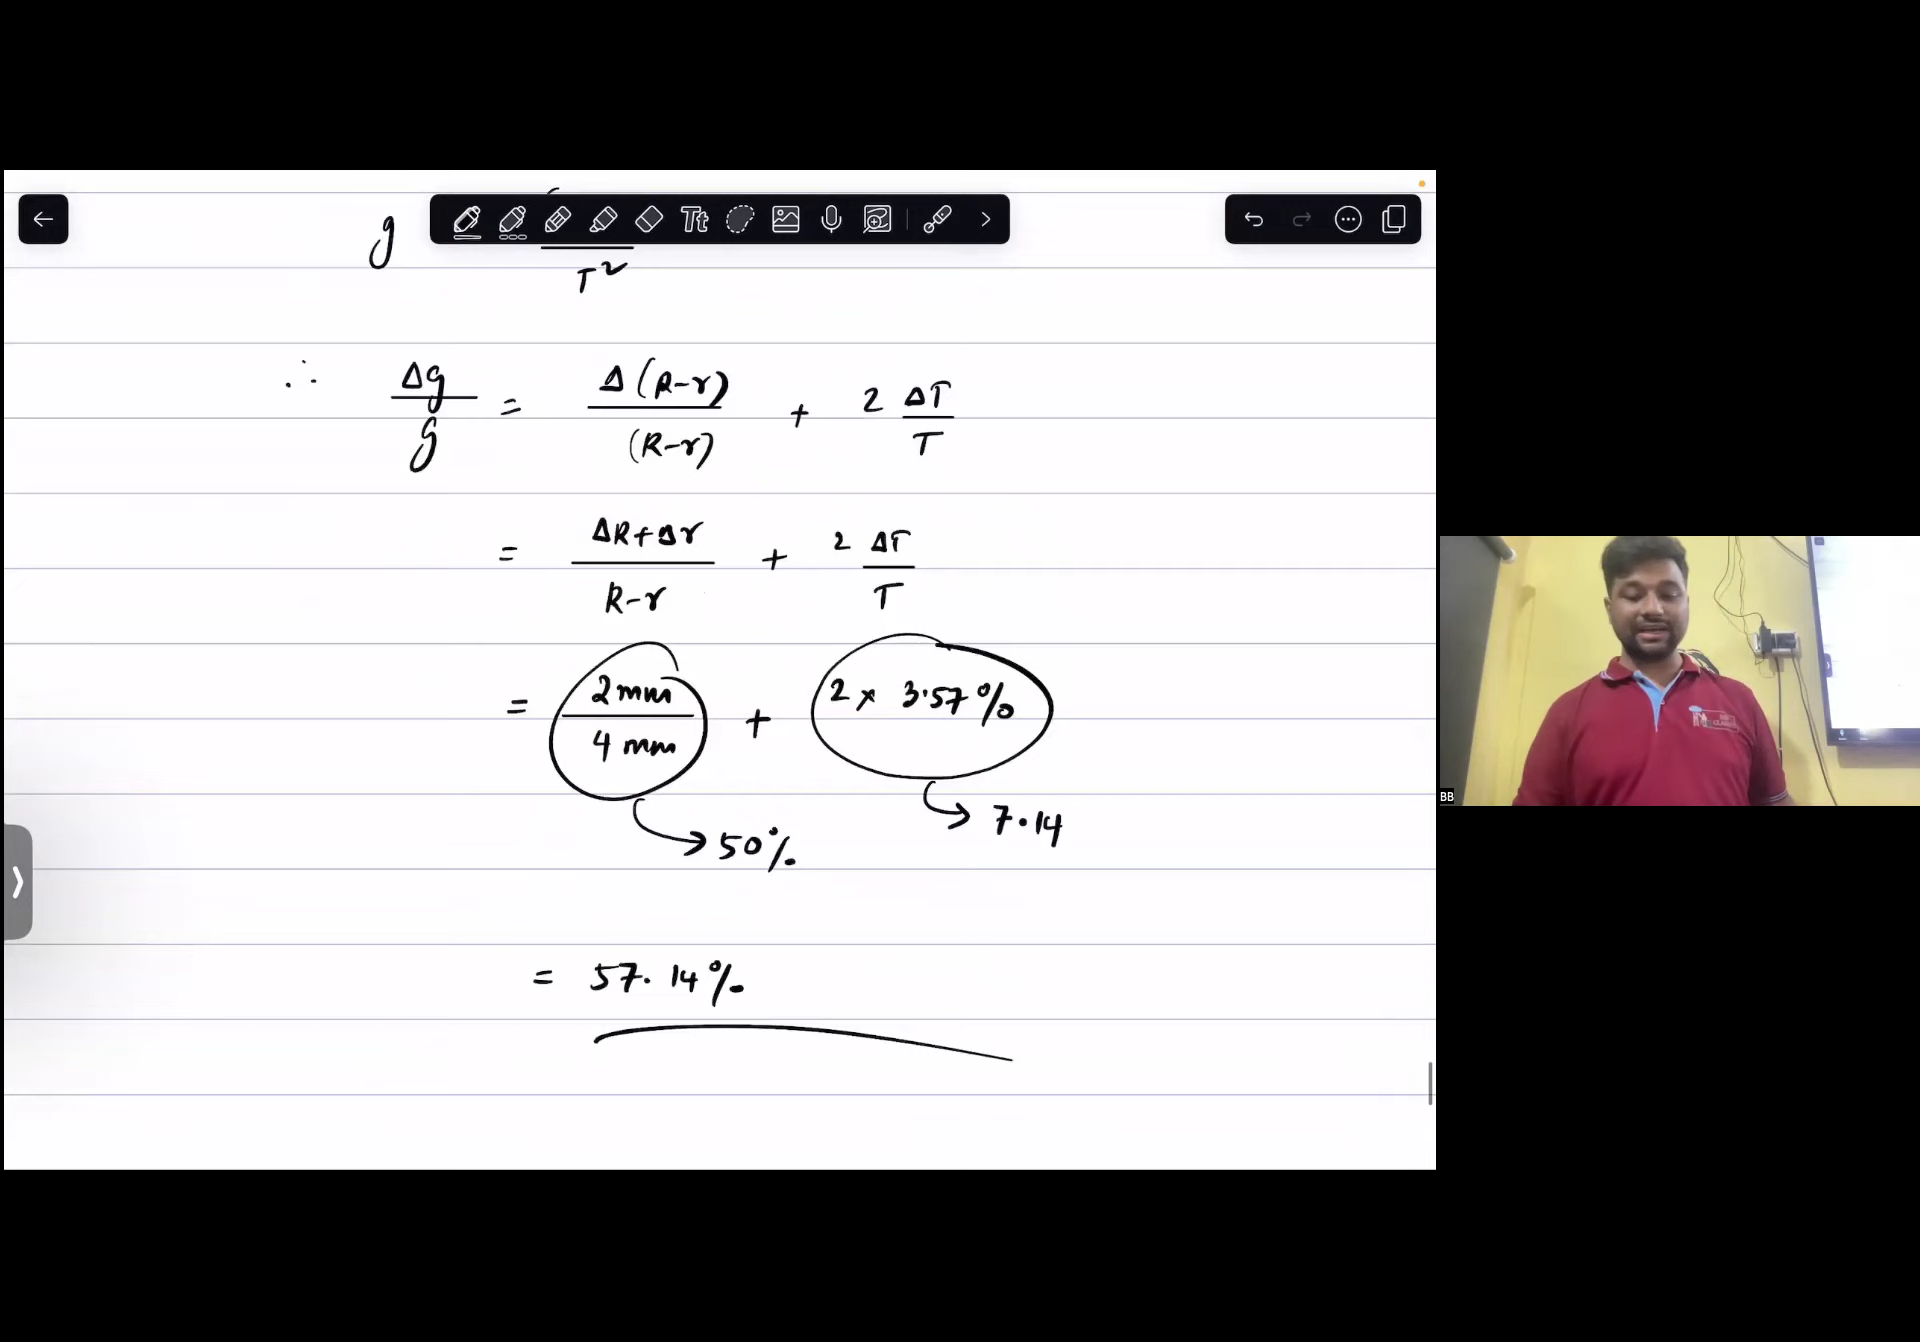 Tt
g
T²
∴ Δg/g = Δ(R-r)/(R-r) + 2 ΔT/T
= ΔR+Δr/R-r + 2 ΔT/T
= 2mm/4mm + 2 x 3.57%
→ 50% → 7.14
= 57.14%
BB